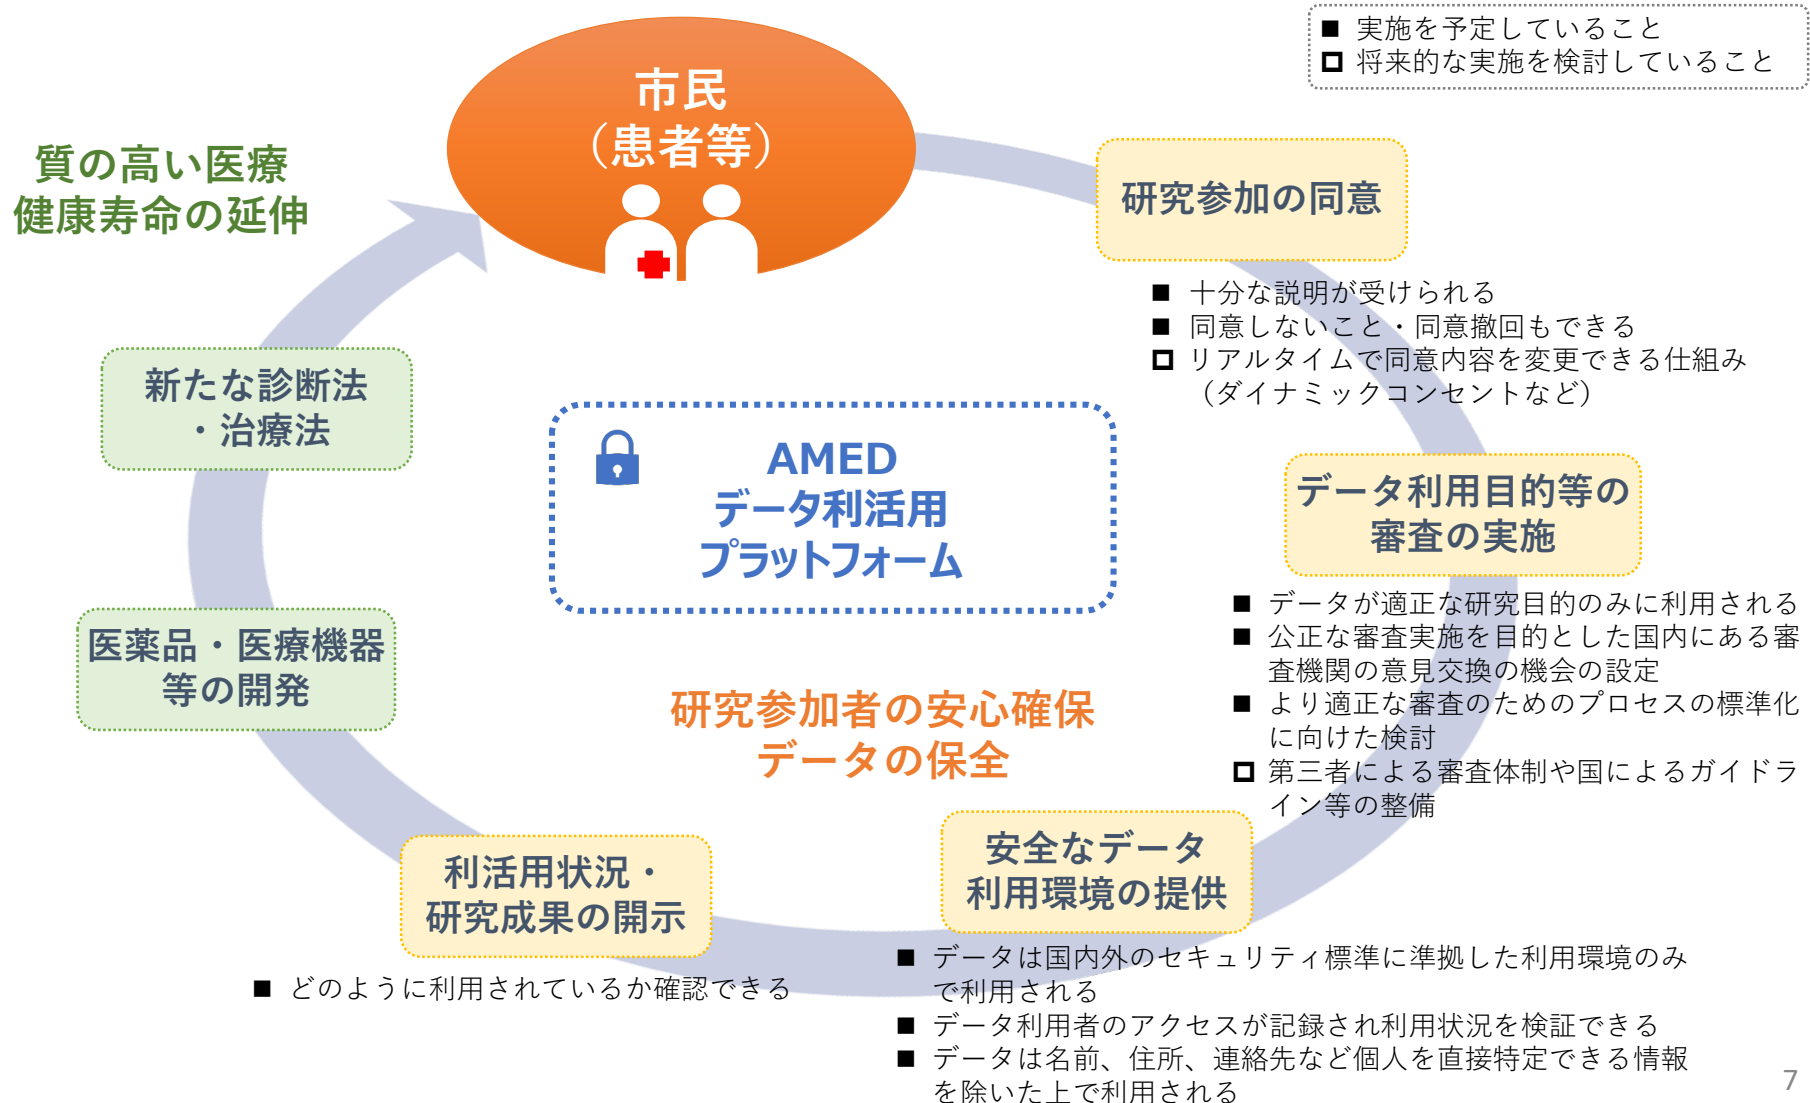 ■ 実施を予定していること
□ 将来的な実施を検討していること
市民
（患者等）
質の高い医療
健康寿命の延伸
研究参加の同意
■ 十分な説明が受けられる
■ 同意しないこと・同意撤回もできる
□ リアルタイムで同意内容を変更できる仕組み
（ダイナミックコンセントなど）
新たな診断法
・治療法
AMED
データ利活用
プラットフォーム
データ利用目的等の
審査の実施
■ データが適正な研究目的のみに利用される
■ 公正な審査実施を目的とした国内にある審
査機関の意見交換の機会の設定
■ より適正な審査のためのプロセスの標準化
に向けた検討
□ 第三者による審査体制や国によるガイドラ
イン等の整備
医薬品・医療機器
等の開発
研究参加者の安心確保
データの保全
安全なデータ
利用環境の提供
■ データは国内外のセキュリティ標準に準拠した利用環境のみ
で利用される
■ データ利用者のアクセスが記録され利用状況を検証できる
■ データは名前、住所、連絡先など個人を直接特定できる情報
を除いた上で利用される
利活用状況・
研究成果の開示
■ どのように利用されているか確認できる
7